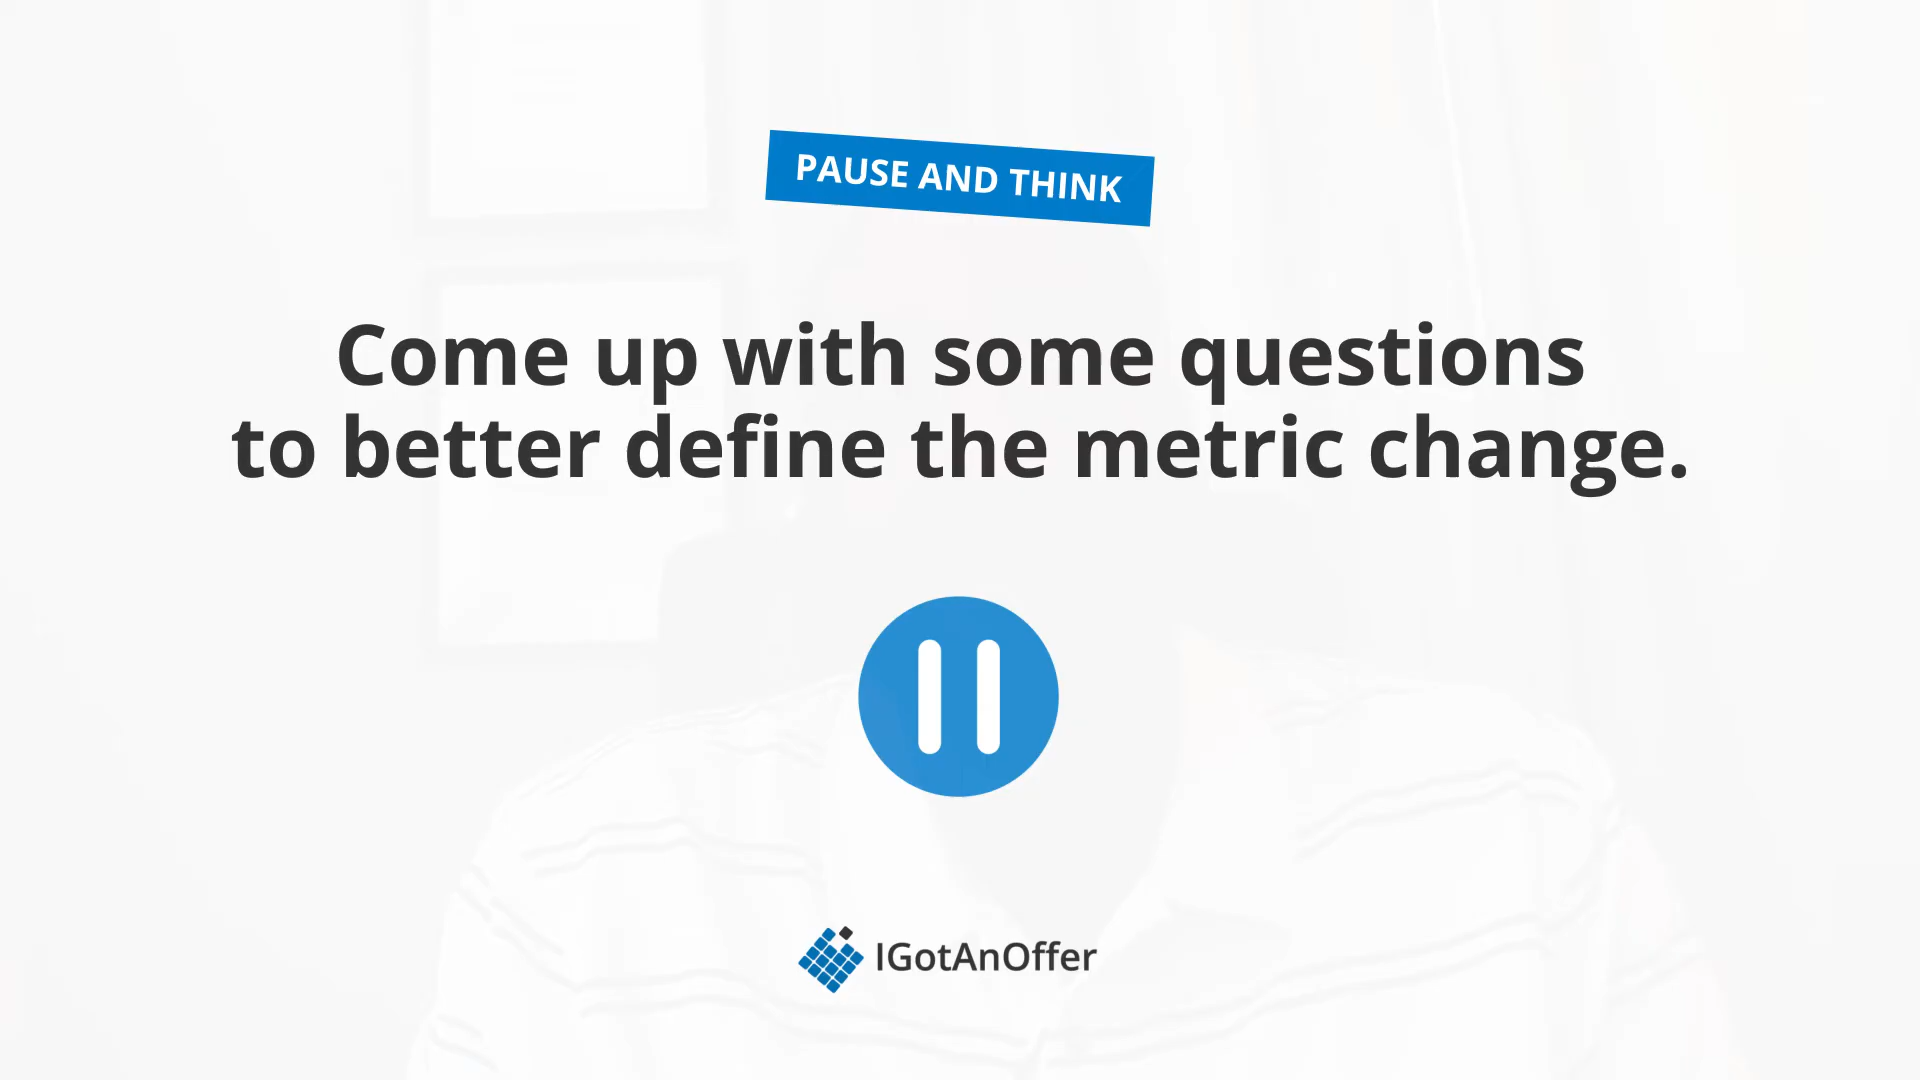 PAUSE AND THINK
Come up with some questions
to better define the metric change.
IGotAnOffer